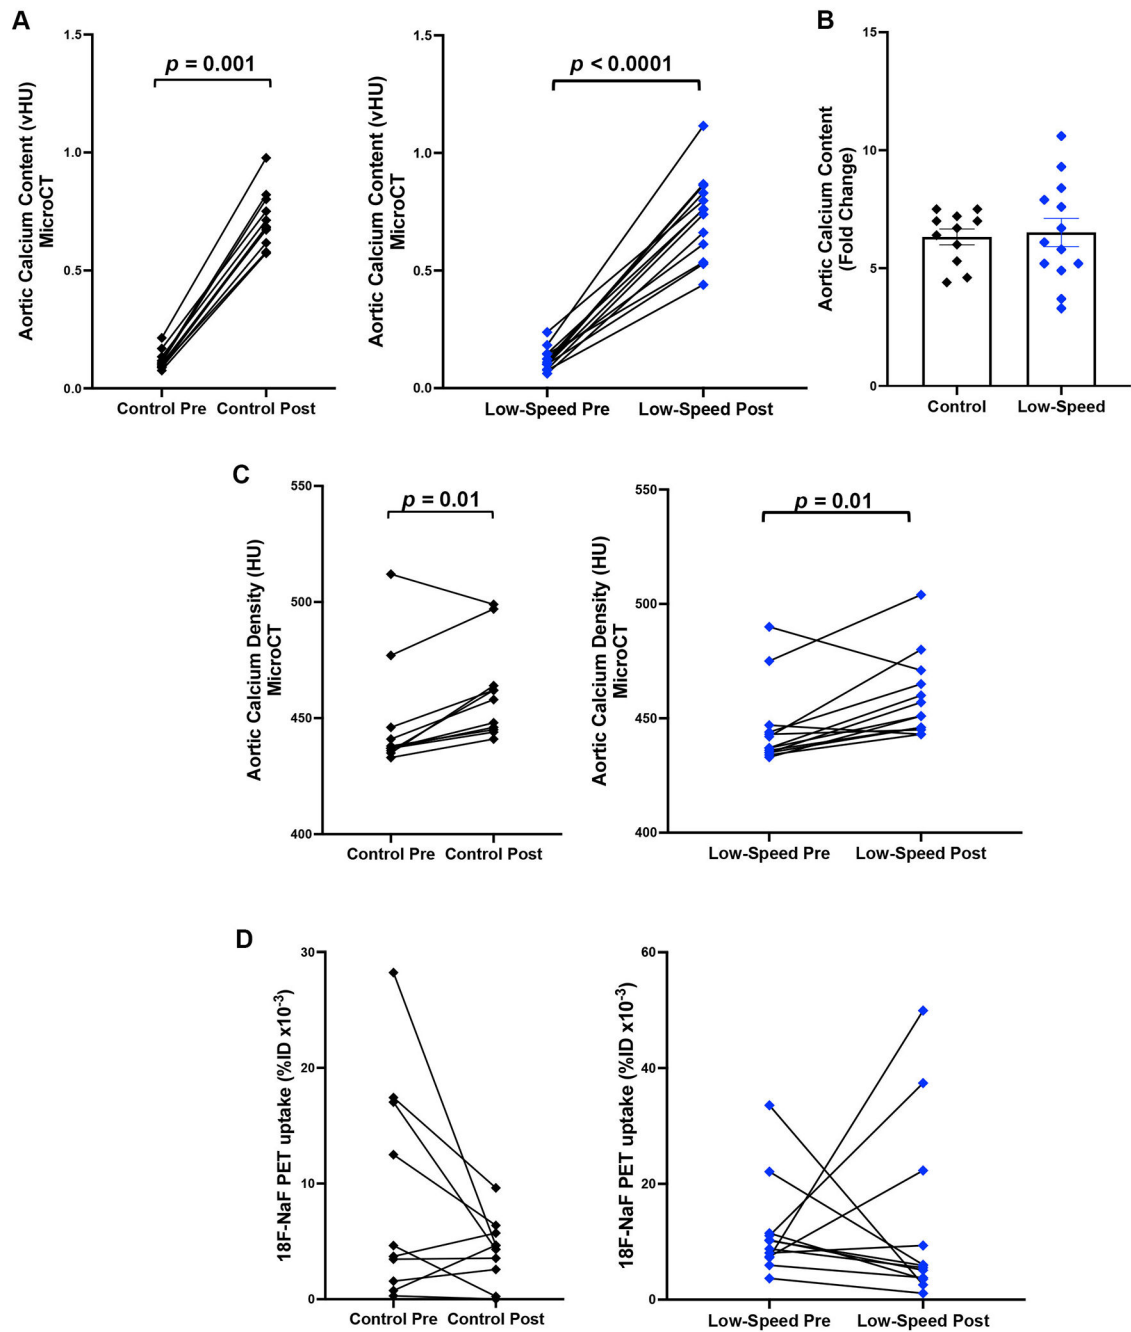 A
Aortic Calcium Content (vHU)
MicroCT
1.5
1.0
0.5
0.0
p = 0.001
Control Pre Control Post
Aortic Calcium Content (vHU)
MicroCT
1.5
1.0
0.5
0.0
p < 0.0001
Low-Speed Pre Low-Speed Post
B
Aortic Calcium Content
(Fold Change)
15
10
5
0
Control Low-Speed
C
Aortic Calcium Density (HU)
MicroCT
550
500
450
400
p = 0.01
Control Pre Control Post
Aortic Calcium Density (HU)
MicroCT
550
500
450
400
p = 0.01
Low-Speed Pre Low-Speed Post
D
18F-NaF PET uptake (%ID x10⁻³)
30
20
10
0
Control Pre Control Post
18F-NaF PET uptake (%ID x10⁻³)
60
40
20
0
Low-Speed Pre Low-Speed Post